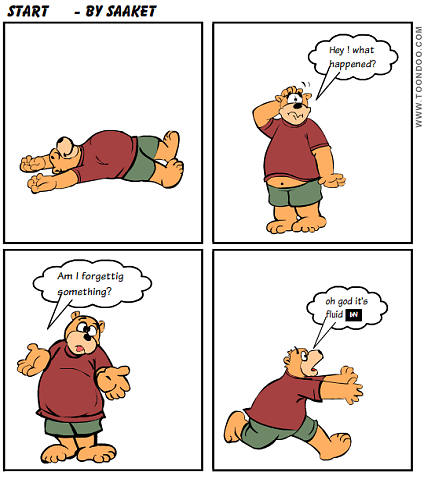 START - BY SAAKET
Hey ! what
happened?
Am I forgettig
something?
oh god it's
fluid
WWW.TOONDOO.COM